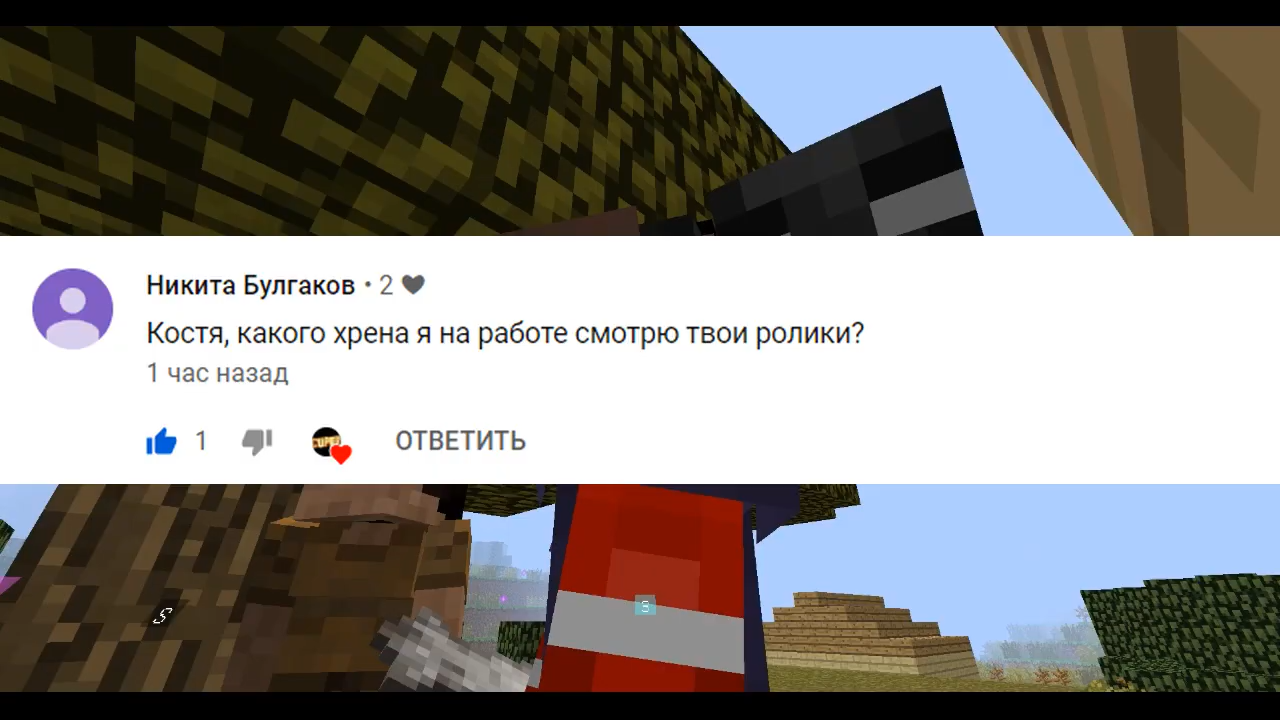 Никита Булгаков • 2
Костя, какого хрена я на работе смотрю твои ролики?
1 час назад
1
ОТВЕТИТЬ
S
S